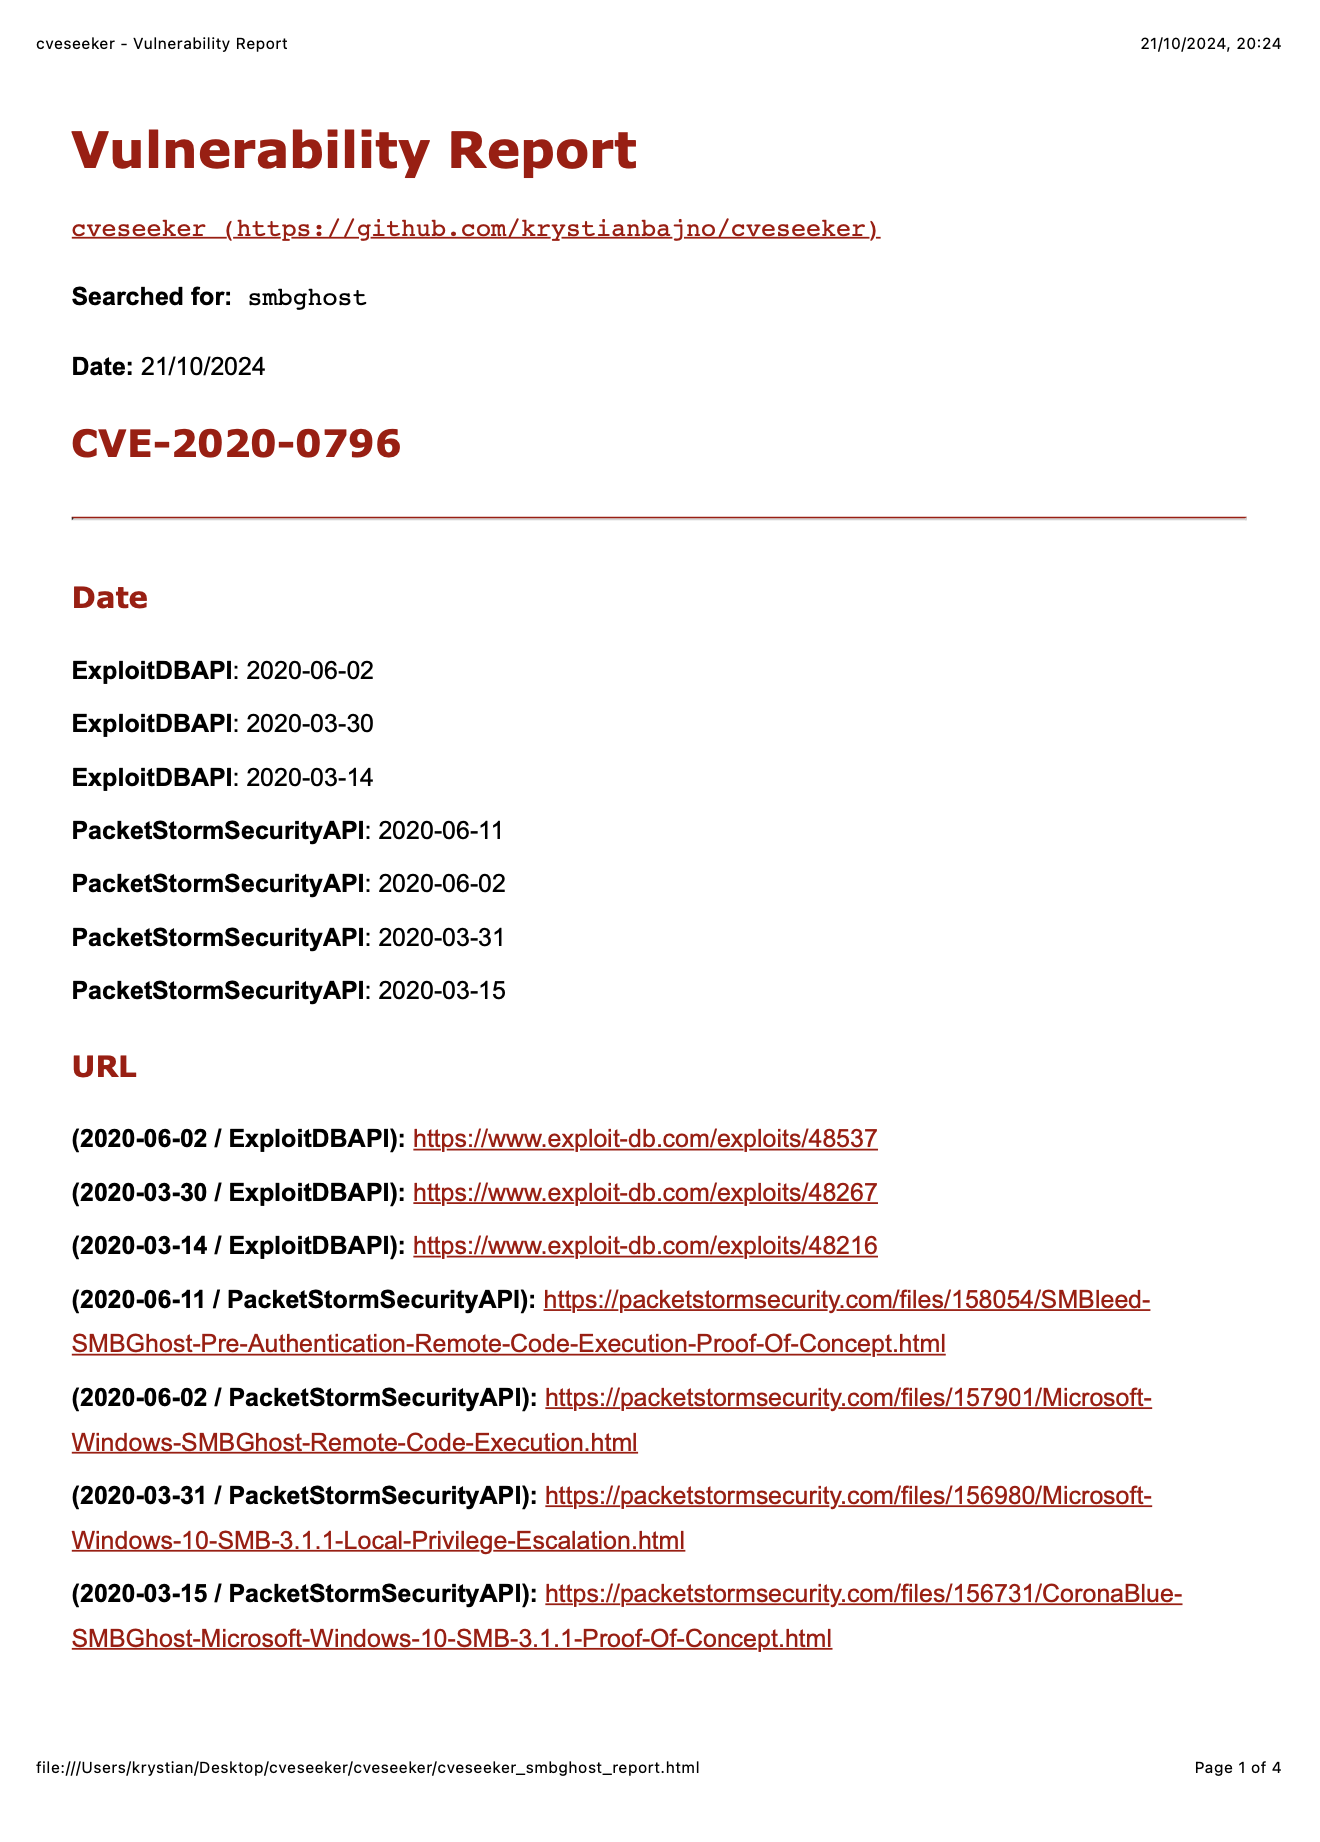 cveseeker - Vulnerability Report
21/10/2024, 20:24
Vulnerability Report
cveseeker (https://github.com/krystianbajno/cveseeker)
Searched for: smbghost
Date: 21/10/2024
CVE-2020-0796
Date
ExploitDBAPI: 2020-06-02
ExploitDBAPI: 2020-03-30
ExploitDBAPI: 2020-03-14
PacketStormSecurityAPI: 2020-06-11
PacketStormSecurityAPI: 2020-06-02
PacketStormSecurityAPI: 2020-03-31
PacketStormSecurityAPI: 2020-03-15
URL
(2020-06-02 / ExploitDBAPI): https://www.exploit-db.com/exploits/48537
(2020-03-30 / ExploitDBAPI): https://www.exploit-db.com/exploits/48267
(2020-03-14 / ExploitDBAPI): https://www.exploit-db.com/exploits/48216
(2020-06-11 / PacketStormSecurityAPI): https://packetstormsecurity.com/files/158054/SMBleed-
SMBGhost-Pre-Authentication-Remote-Code-Execution-Proof-Of-Concept.html
(2020-06-02 / PacketStormSecurityAPI): https://packetstormsecurity.com/files/157901/Microsoft-
Windows-SMBGhost-Remote-Code-Execution.html
(2020-03-31 / PacketStormSecurityAPI): https://packetstormsecurity.com/files/156980/Microsoft-
Windows-10-SMB-3.1.1-Local-Privilege-Escalation.html
(2020-03-15 / PacketStormSecurityAPI): https://packetstormsecurity.com/files/156731/CoronaBlue-
SMBGhost-Microsoft-Windows-10-SMB-3.1.1-Proof-Of-Concept.html
file:///Users/krystian/Desktop/cveseeker/cveseeker/cveseeker_smbghost_report.html
Page 1 of 4